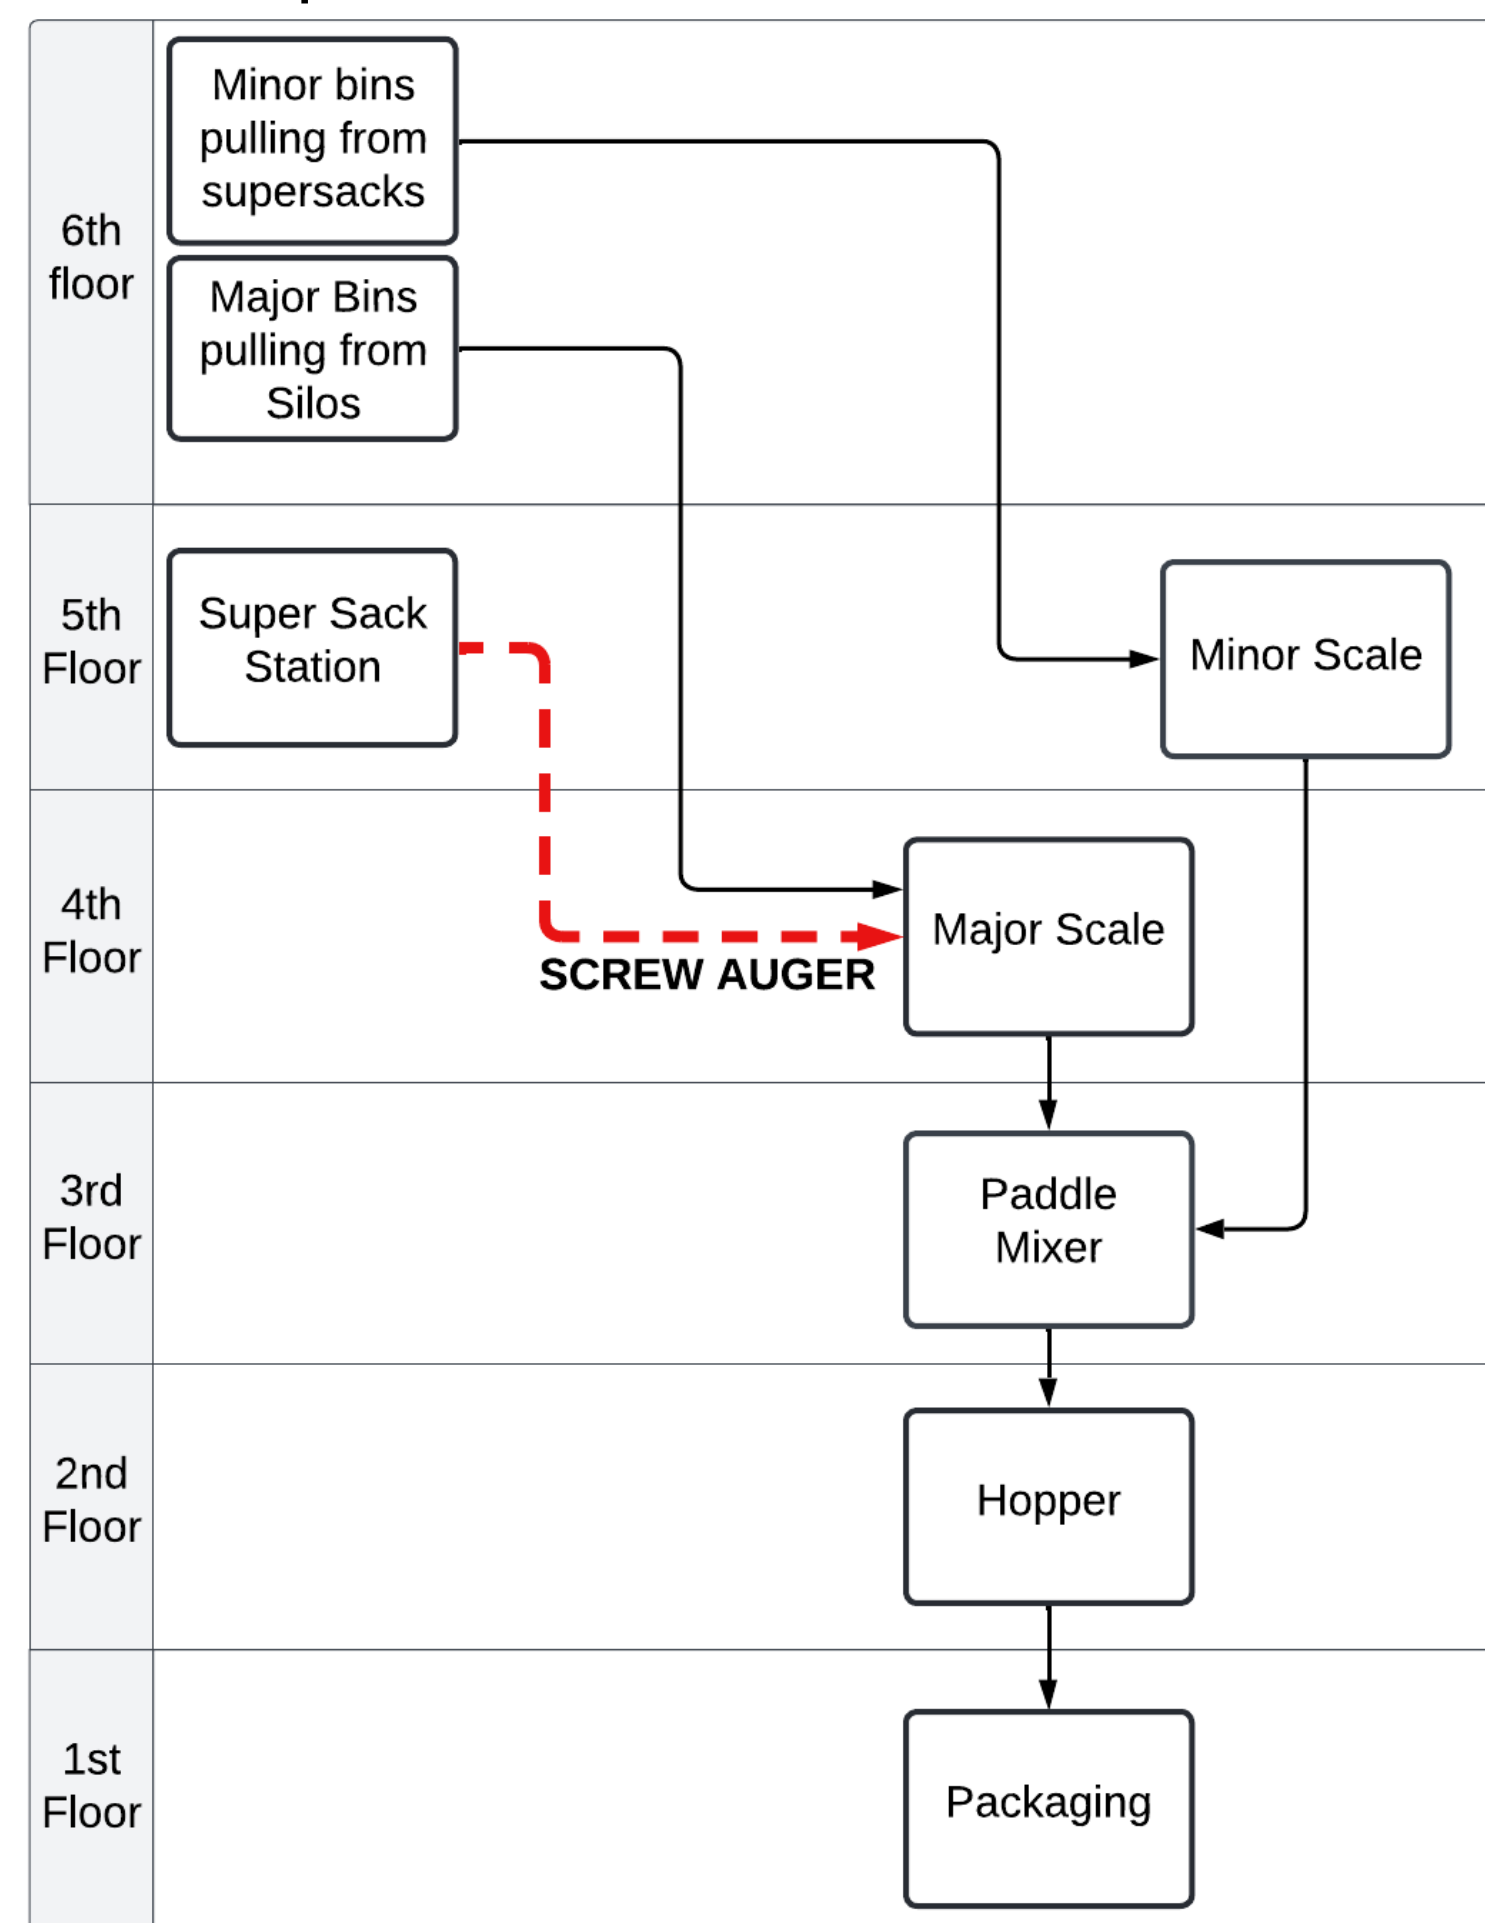 6th
floor
Minor bins
pulling from
supersacks
Major Bins
pulling from
Silos
5th
Floor
Super Sack
Station
Minor Scale
4th
Floor
Major Scale
SCREW AUGER
3rd
Floor
Paddle
Mixer
2nd
Floor
Hopper
1st
Floor
Packaging